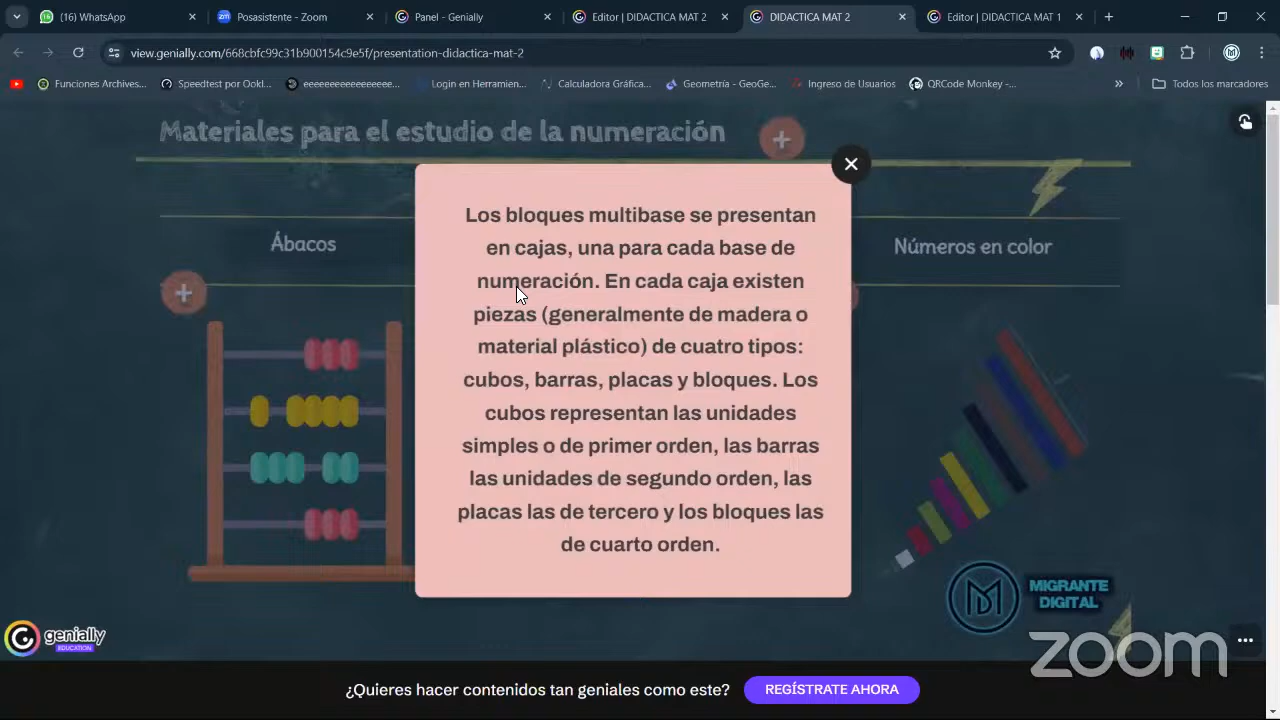 (16) WhatsApp
Posasistente - Zoom
Panel - Genially
Editor | DIDACTICA MAT 2
DIDACTICA MAT 2
Editor | DIDACTICA MAT 1
view.genially.com/668cbfc99c31b900154c9e5f/presentation-didactica-mat-2
Funciones Archives...
Speedtest por Ookl...
eeeeeeeeeeeeeeee...
Login en Herramien...
Calculadora Gráfica...
Geometría - GeoGe...
Ingreso de Usuarios
QRCode Monkey -...
Todos los marcadores
Materiales para el estudio de la numeración
Ábacos
Números en color
Los bloques multibase se presentan
en cajas, una para cada base de
numeración. En cada caja existen
piezas (generalmente de madera o
material plástico) de cuatro tipos:
cubos, barras, placas y bloques. Los
cubos representan las unidades
simples o de primer orden, las barras
las unidades de segundo orden, las
placas las de tercero y los bloques las
de cuarto orden.
MIGRANTE
DIGITAL
genially
EDUCATION
zoom
¿Quieres hacer contenidos tan geniales como este?
REGÍSTRATE AHORA